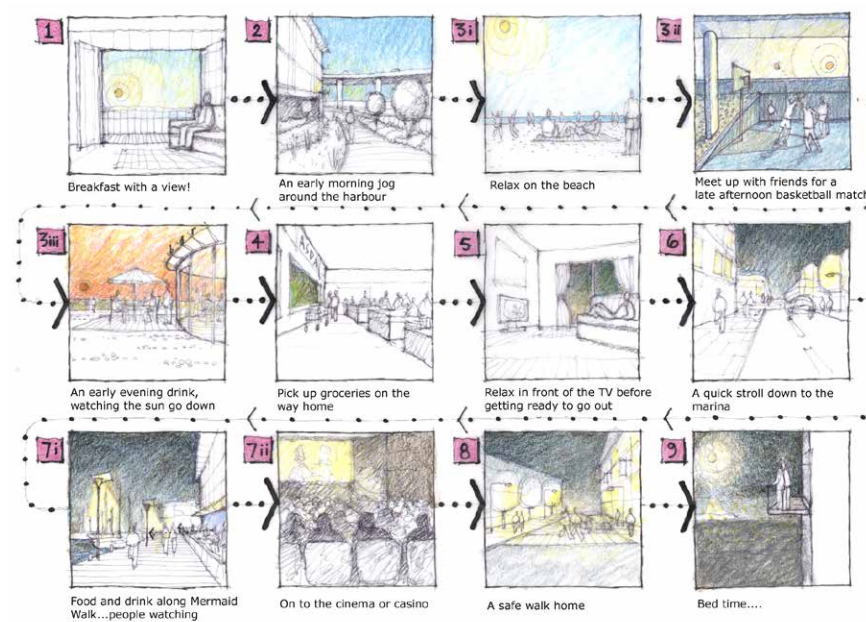 1
2
3i
3ii
Breakfast with a view!
An early morning jog
around the harbour
Relax on the beach
Meet up with friends for a
late afternoon basketball match
3iii
4
5
6
An early evening drink,
watching the sun go down
Pick up groceries on the
way home
Relax in front of the TV before
getting ready to go out
A quick stroll down to the
marina
7i
7ii
8
9
Food and drink along Mermaid
Walk...people watching
On to the cinema or casino
A safe walk home
Bed time....